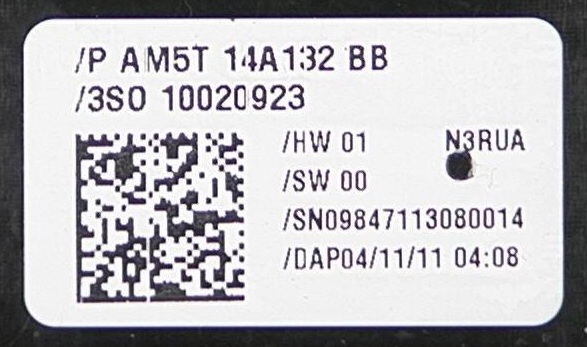 /P AM5T 14A132 BB
/3SO 10020923
/HW 01 N3RUA
/SW 00
/SN09847113080014
/DAP04/11/11 04:08